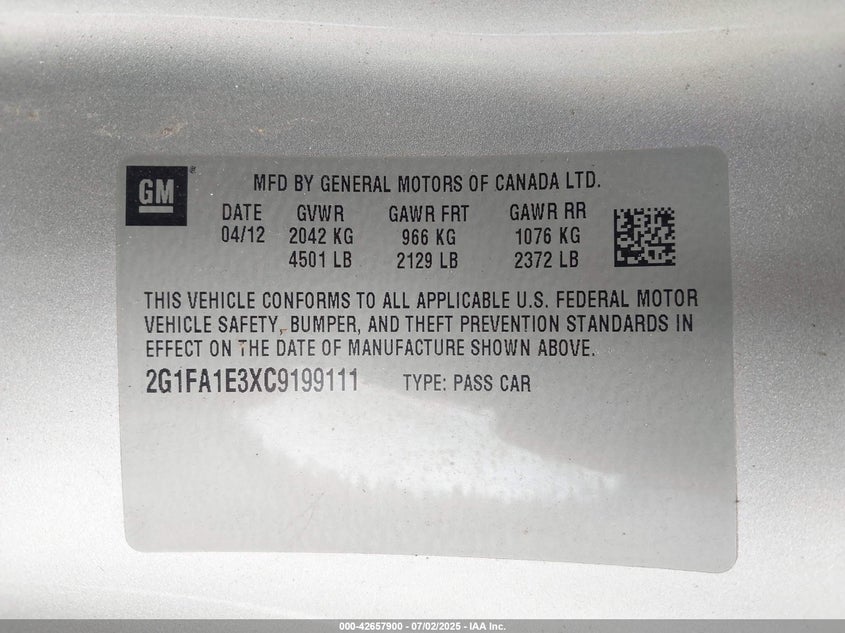 GM
MFD BY GENERAL MOTORS OF CANADA LTD.
DATE GVWR GAWR FRT GAWR RR
04/12 2042 KG 966 KG 1076 KG
4501 LB 2129 LB 2372 LB
THIS VEHICLE CONFORMS TO ALL APPLICABLE U.S. FEDERAL MOTOR
VEHICLE SAFETY, BUMPER, AND THEFT PREVENTION STANDARDS IN
EFFECT ON THE DATE OF MANUFACTURE SHOWN ABOVE.
2G1FA1E3XC9199111 TYPE: PASS CAR
000-42657900 - 07/02/2025 - IAA Inc.